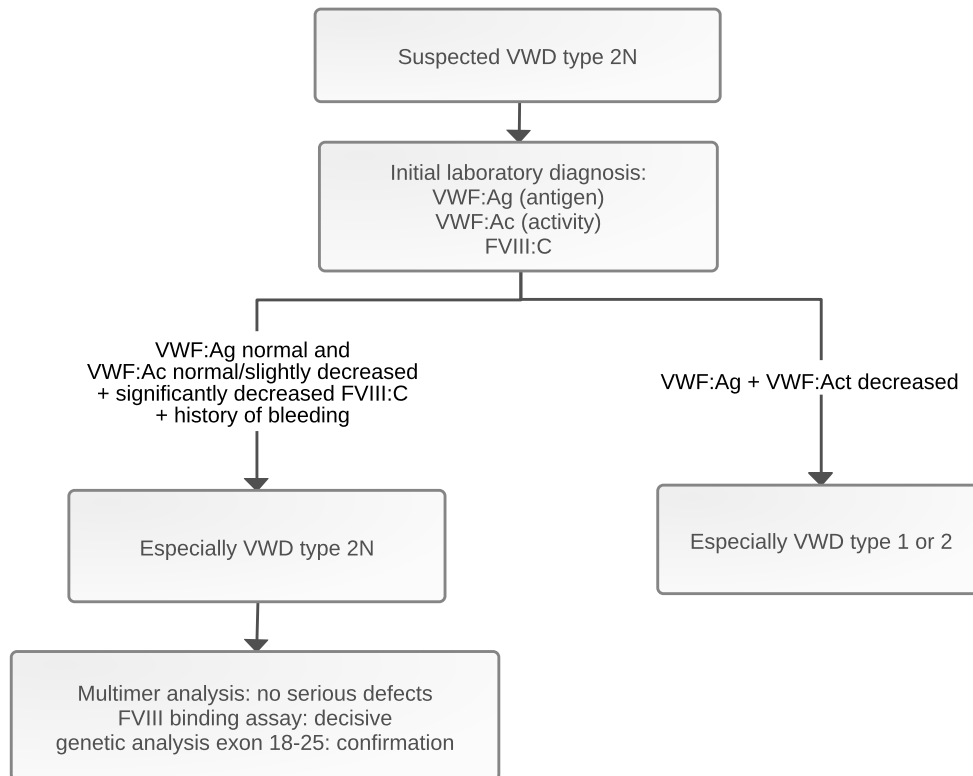 Suspected VWD type 2N
Initial laboratory diagnosis:
VWF:Ag (antigen)
VWF:Ac (activity)
FVIII:C
VWF:Ag normal and
VWF:Ac normal/slightly decreased
+ significantly decreased FVIII:C
+ history of bleeding
VWF:Ag + VWF:Act decreased
Especially VWD type 2N
Especially VWD type 1 or 2
Multimer analysis: no serious defects
FVIII binding assay: decisive
genetic analysis exon 18-25: confirmation